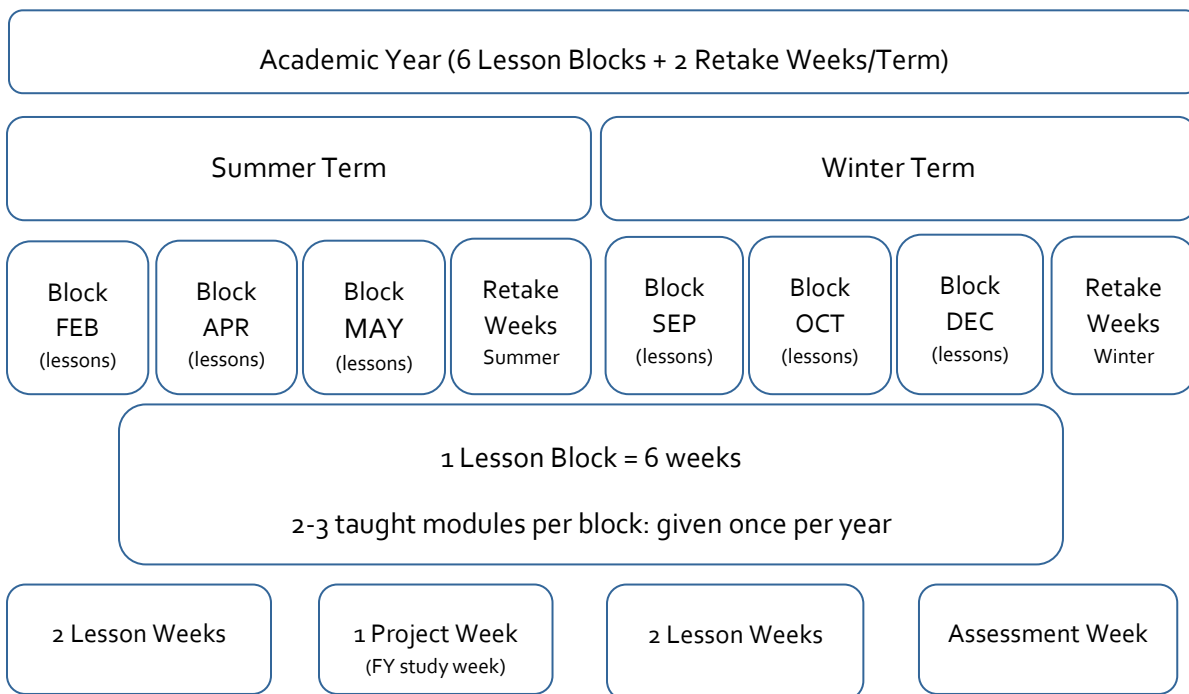 Academic Year (6 Lesson Blocks + 2 Retake Weeks/Term)
Summer Term
Winter Term
Block
FEB
(lessons)
Block
APR
(lessons)
Block
MAY
(lessons)
Retake
Weeks
Summer
Block
SEP
(lessons)
Block
OCT
(lessons)
Block
DEC
(lessons)
Retake
Weeks
Winter
1 Lesson Block = 6 weeks
2-3 taught modules per block: given once per year
2 Lesson Weeks
1 Project Week
(FY study week)
2 Lesson Weeks
Assessment Week